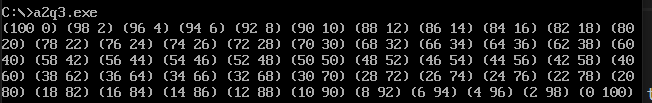 C:\>a2q3.exe
(100 0) (98 2) (96 4) (94 6) (92 8) (90 10) (88 12) (86 14) (84 16) (82 18) (80
20) (78 22) (76 24) (74 26) (72 28) (70 30) (68 32) (66 34) (64 36) (62 38) (60
40) (58 42) (56 44) (54 46) (52 48) (50 50) (48 52) (46 54) (44 56) (42 58) (40
60) (38 62) (36 64) (34 66) (32 68) (30 70) (28 72) (26 74) (24 76) (22 78) (20
80) (18 82) (16 84) (14 86) (12 88) (10 90) (8 92) (6 94) (4 96) (2 98) (0 100)